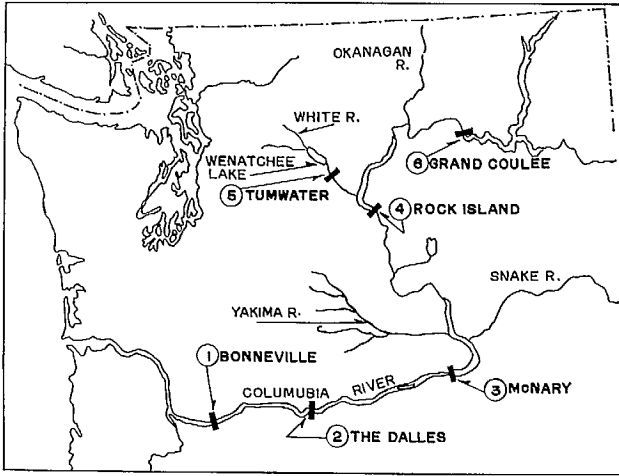 OKANAGAN
R.
WHITE R.
WENATCHEE
LAKE
5 TUMWATER
6 GRAND COULEE
4 ROCK ISLAND
SNAKE R.
YAKIMA R.
1 BONNEVILLE
COLUMUBIA RIVER
3 McNARY
2 THE DALLES